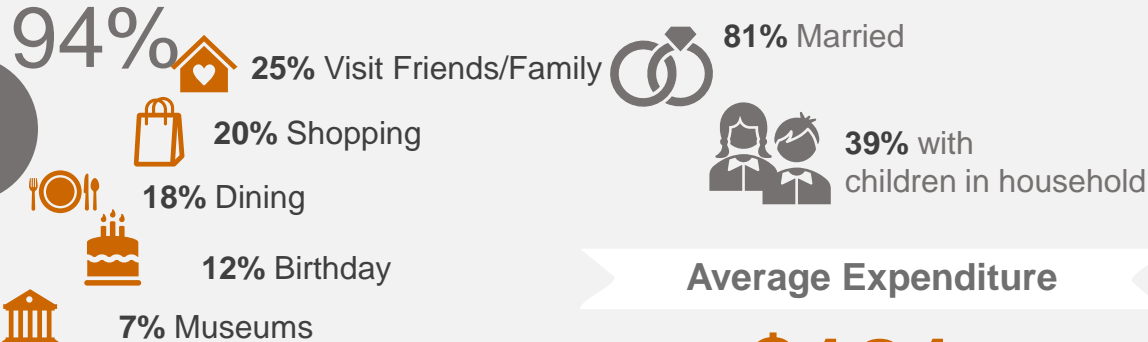 94%
25% Visit Friends/Family
20% Shopping
18% Dining
12% Birthday
7% Museums
81% Married
39% with
children in household
Average Expenditure